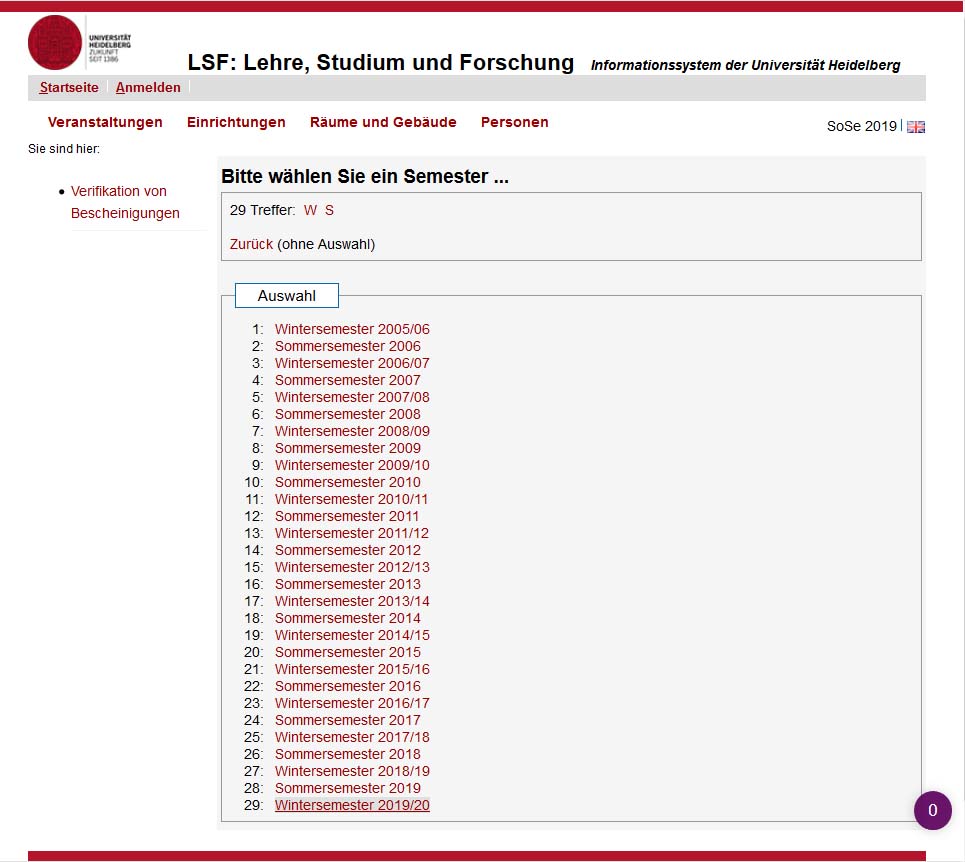 UNIVERSITÄT
HEIDELBERG
ZUKUNFT
SEIT 1386
LSF: Lehre, Studium und Forschung Informationssystem der Universität Heidelberg
Startseite Anmelden
Veranstaltungen Einrichtungen Räume und Gebäude Personen
SoSe 2019
Sie sind hier:
Verifikation von
Bescheinigungen
Bitte wählen Sie ein Semester ...
29 Treffer: W S
Zurück (ohne Auswahl)
Auswahl
1: Wintersemester 2005/06
2: Sommersemester 2006
3: Wintersemester 2006/07
4: Sommersemester 2007
5: Wintersemester 2007/08
6: Sommersemester 2008
7: Wintersemester 2008/09
8: Sommersemester 2009
9: Wintersemester 2009/10
10: Sommersemester 2010
11: Wintersemester 2010/11
12: Sommersemester 2011
13: Wintersemester 2011/12
14: Sommersemester 2012
15: Wintersemester 2012/13
16: Sommersemester 2013
17: Wintersemester 2013/14
18: Sommersemester 2014
19: Wintersemester 2014/15
20: Sommersemester 2015
21: Wintersemester 2015/16
22: Sommersemester 2016
23: Wintersemester 2016/17
24: Sommersemester 2017
25: Wintersemester 2017/18
26: Sommersemester 2018
27: Wintersemester 2018/19
28: Sommersemester 2019
29: Wintersemester 2019/20
0